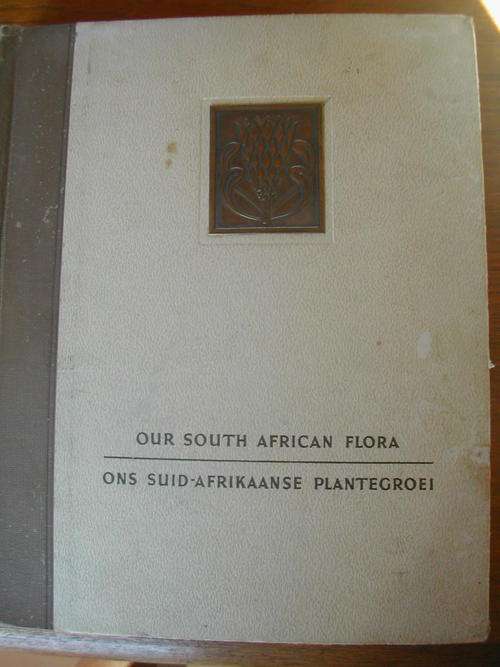 OUR SOUTH AFRICAN FLORA
ONS SUID-AFRIKAANSE PLANTEGROEI